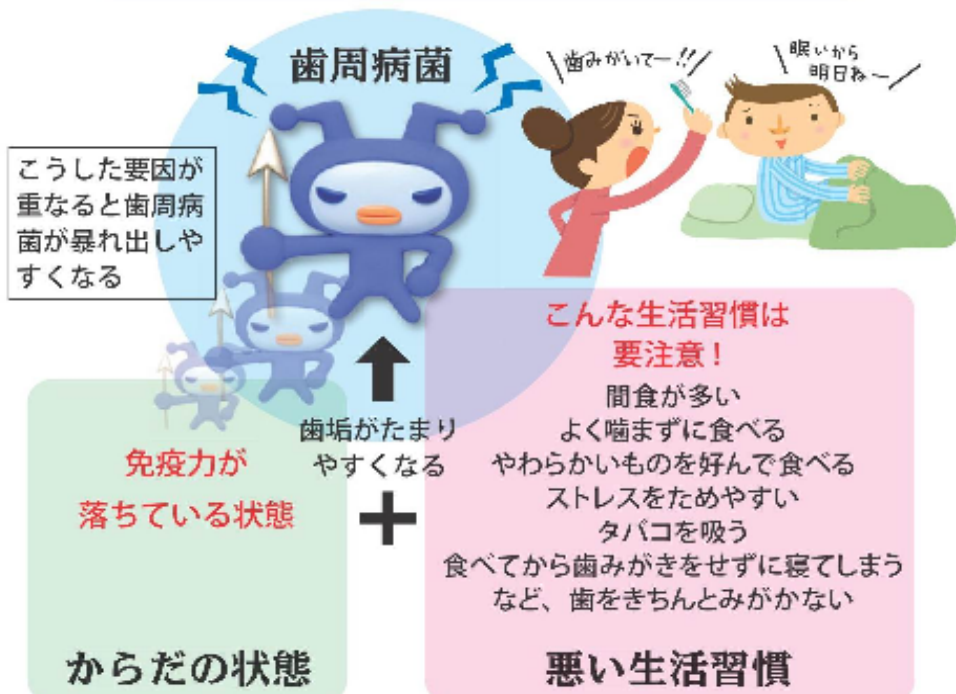 歯周病菌
歯みがいてー!!
眠いから
明日ねー
こうした要因が
重なると歯周病
菌が暴れ出しや
すくなる
歯垢がたまり
やすくなる
免疫力が
落ちている状態
からだの状態
こんな生活習慣は
要注意！
間食が多い
よく噛まずに食べる
やわらかいものを好んで食べる
ストレスをためやすい
タバコを吸う
食べてから歯みがきをせずに寝てしまう
など、歯をきちんとみがかない
悪い生活習慣